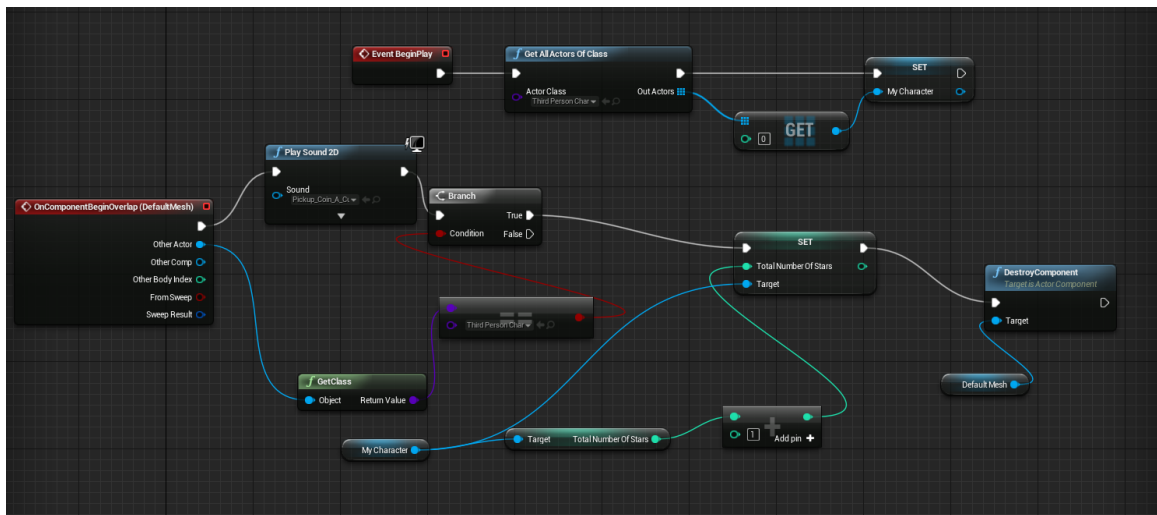 Event BeginPlay
Get All Actors Of Class
Actor Class
Third Person Char
Out Actors
SET
My Character
0
GET
Play Sound 2D
Sound
Pickup_Coin_A_Cu
Branch
True
Condition
False
OnComponentBeginOverlap (DefaultMesh)
Other Actor
Other Comp
Other Body Index
From Sweep
Sweep Result
SET
Total Number Of Stars
Target
DestroyComponent
Target is Actor Component
Target
Default Mesh
==
Third Person Char
GetClass
Object
Return Value
My Character
Target
Total Number Of Stars
1
+
Add pin +